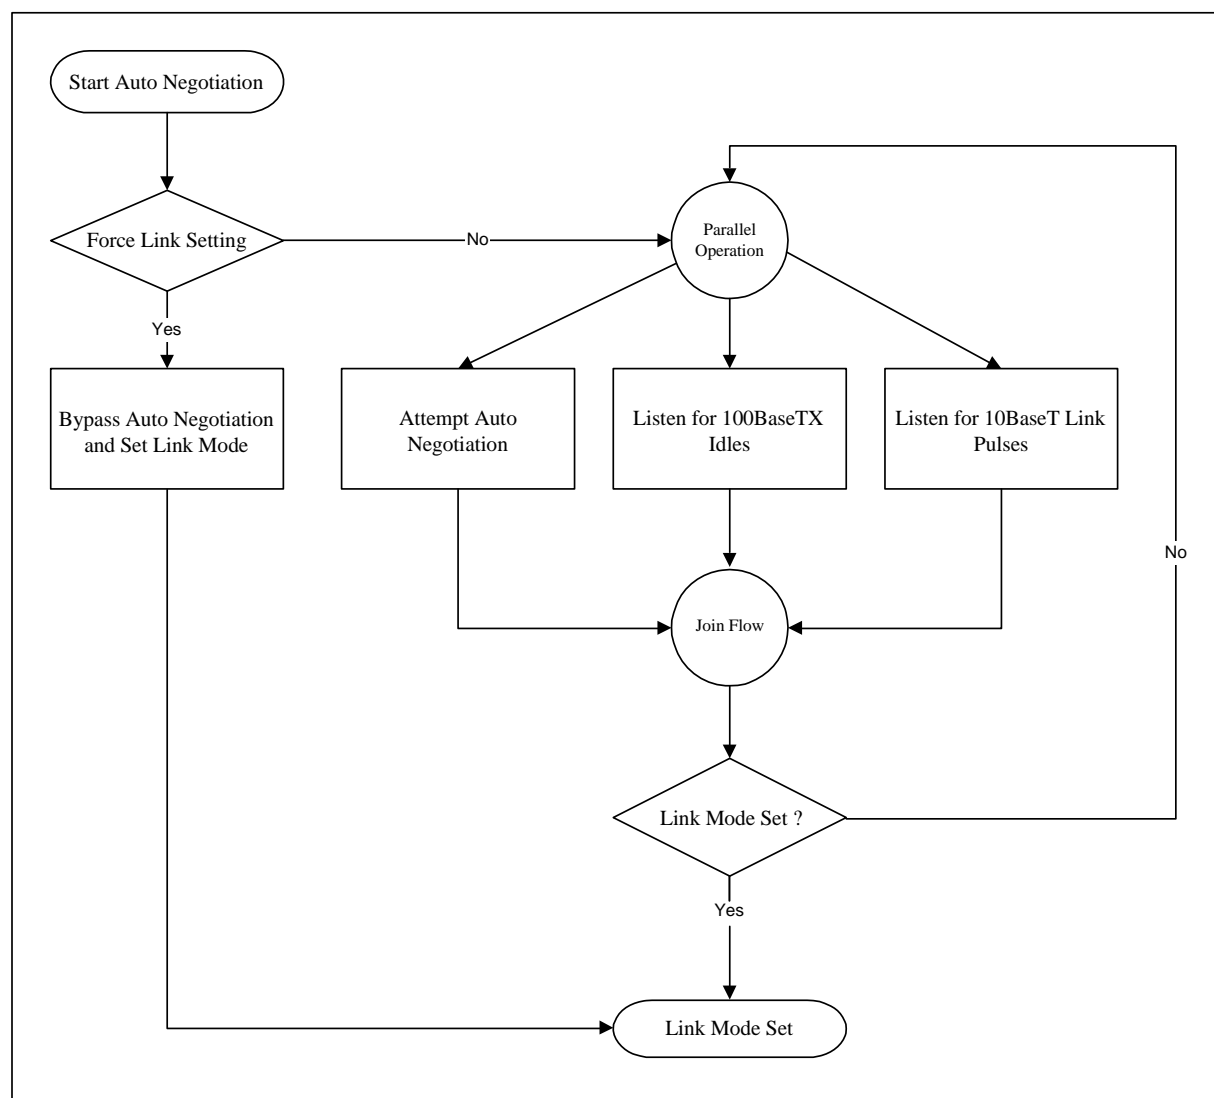 Start Auto Negotiation
Force Link Setting
No
Parallel
Operation
Yes
Bypass Auto Negotiation
and Set Link Mode
Attempt Auto
Negotiation
Listen for 100BaseTX
Idles
Listen for 10BaseT Link
Pulses
No
Join Flow
Link Mode Set ?
Yes
Link Mode Set